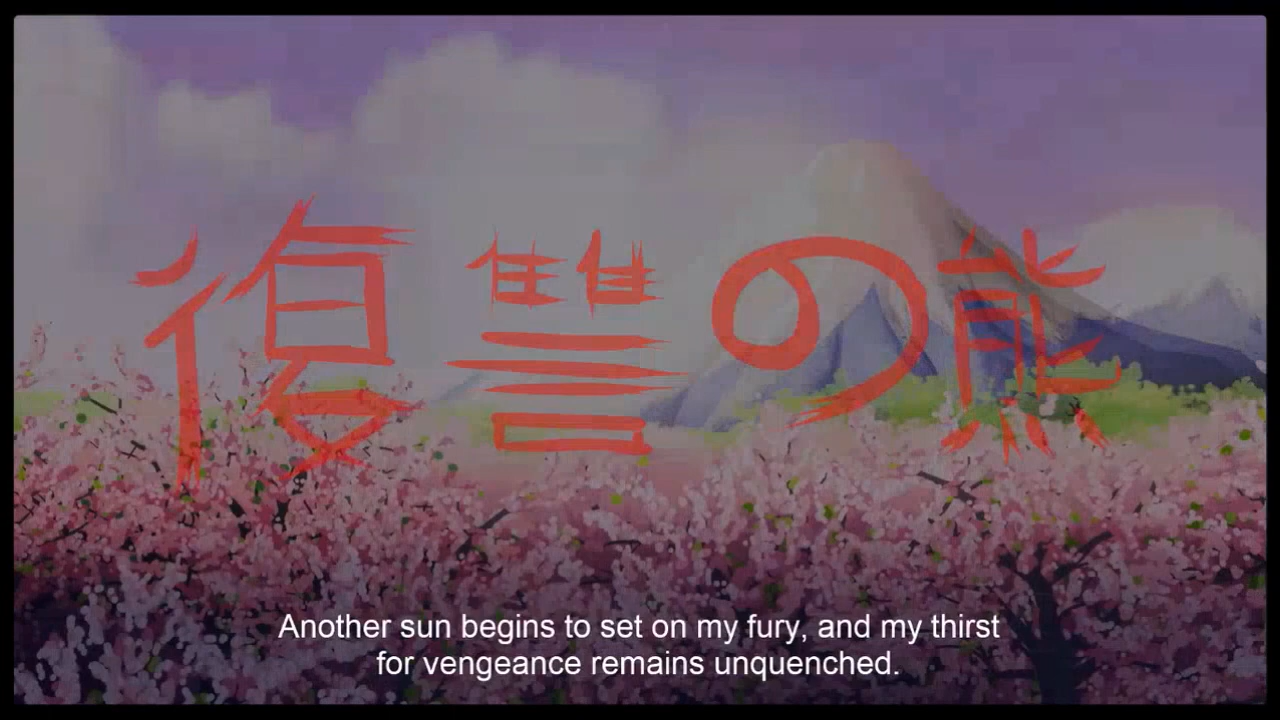 復讐の熊
Another sun begins to set on my fury, and my thirst
for vengeance remains unquenched.